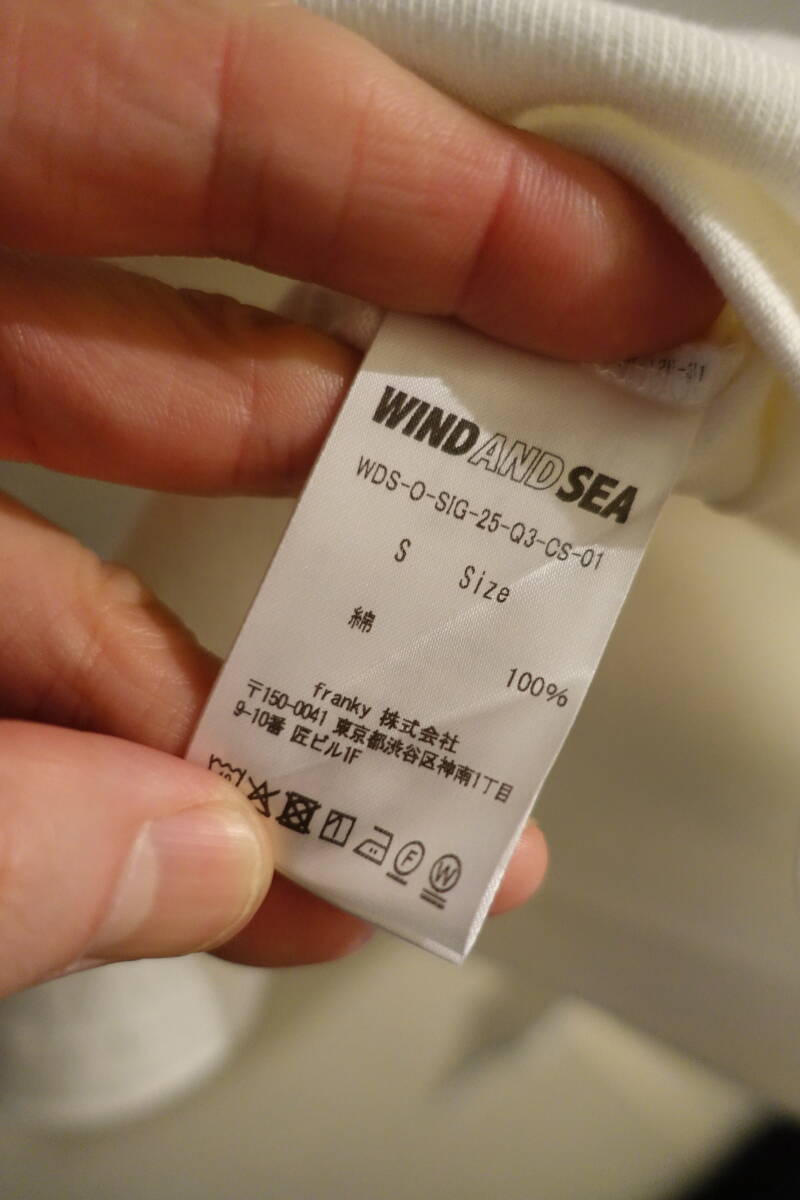 WIND AND SEA
WDS-O-SIG-25-Q3-CS-01
S Size
綿 100%
franky 株式会社
〒150-0041 東京都渋谷区神南1丁目
9-10番 匠ビル1F
F W